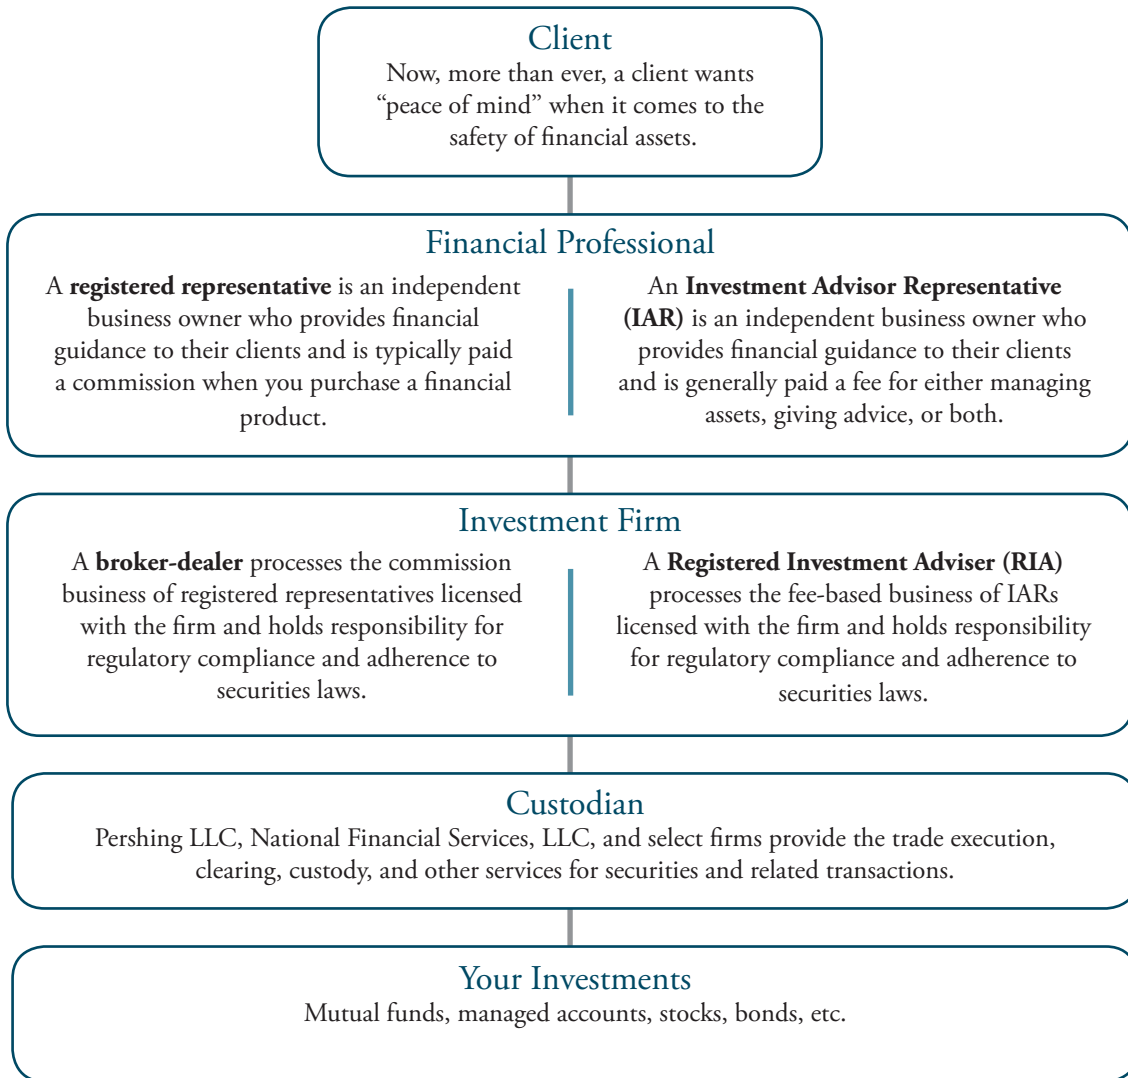 Client
Now, more than ever, a client wants
“peace of mind” when it comes to the
safety of financial assets.
Financial Professional
A registered representative is an independent
business owner who provides financial
guidance to their clients and is typically paid
a commission when you purchase a financial
product.
An Investment Advisor Representative
(IAR) is an independent business owner who
provides financial guidance to their clients
and is generally paid a fee for either managing
assets, giving advice, or both.
Investment Firm
A broker-dealer processes the commission
business of registered representatives licensed
with the firm and holds responsibility for
regulatory compliance and adherence to
securities laws.
A Registered Investment Adviser (RIA)
processes the fee-based business of IARs
licensed with the firm and holds responsibility
for regulatory compliance and adherence to
securities laws.
Custodian
Pershing LLC, National Financial Services, LLC, and select firms provide the trade execution,
clearing, custody, and other services for securities and related transactions.
Your Investments
Mutual funds, managed accounts, stocks, bonds, etc.